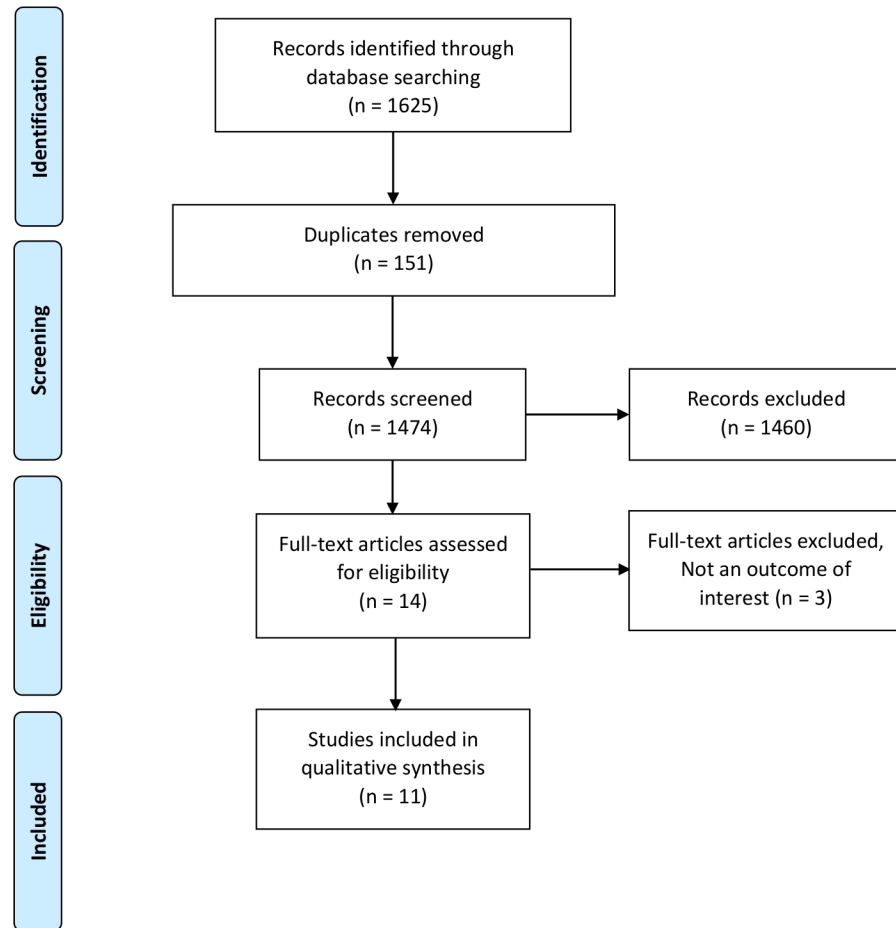 Identification
Records identified through
database searching
(n = 1625)
Duplicates removed
(n = 151)
Screening
Records screened
(n = 1474)
Records excluded
(n = 1460)
Eligibility
Full-text articles assessed
for eligibility
(n = 14)
Full-text articles excluded,
Not an outcome of
interest (n = 3)
Included
Studies included in
qualitative synthesis
(n = 11)